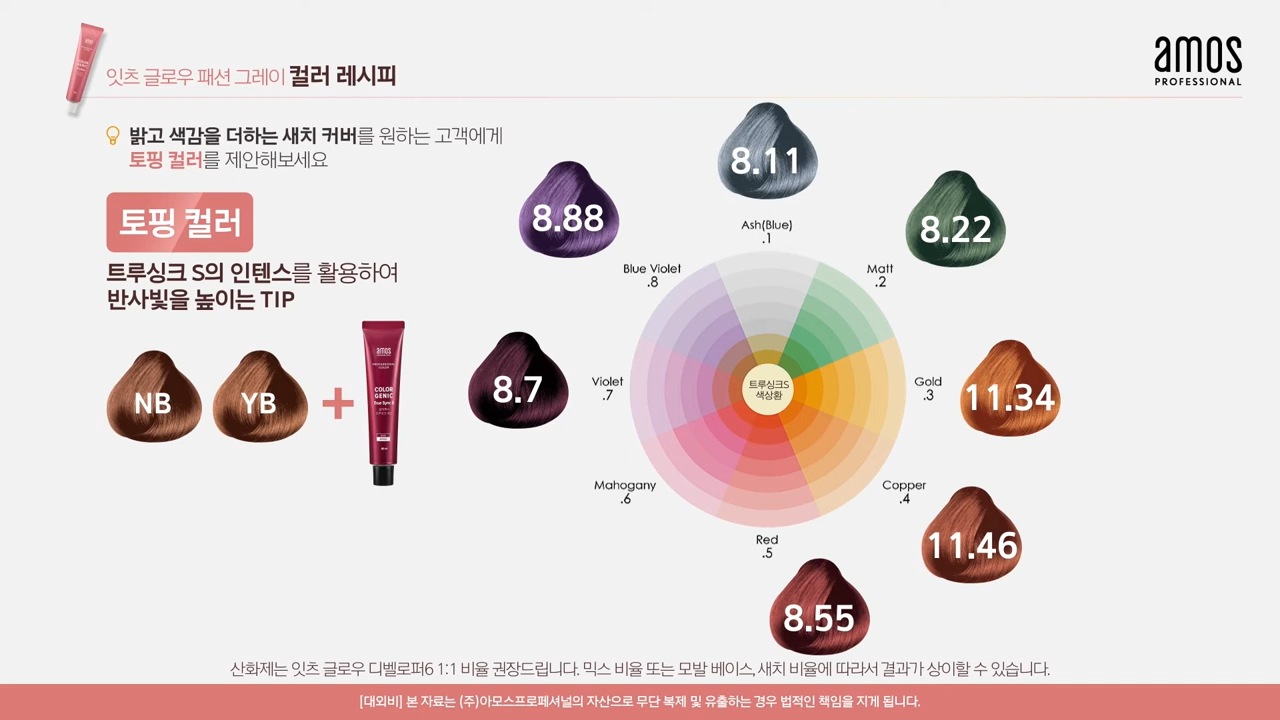 잇츠 글로우 패션 그레이 컬러 레시피
amos
PROFESSIONAL
밝고 색감을 더하는 새치 커버를 원하는 고객에게
토핑 컬러를 제안해보세요
토핑 컬러
트루싱크 S의 인텐스를 활용하여
반사빛을 높이는 TIP
NB
YB
+
amos
COLOR
GENIC
True Sync S
8.11
8.88
8.22
8.7
11.34
11.46
8.55
Ash(Blue)
.1
Matt
.2
Gold
.3
Copper
.4
Red
.5
Mahogany
.6
Violet
.7
Blue Violet
.8
트루싱크S
색상환
산화제는 잇츠 글로우 디벨로퍼6 1:1 비율 권장드립니다. 믹스 비율 또는 모발 베이스, 새치 비율에 따라서 결과가 상이할 수 있습니다.
[대외비] 본 자료는 (주)아모스프로페셔널의 자산으로 무단 복제 및 유출하는 경우 법적인 책임을 지게 됩니다.